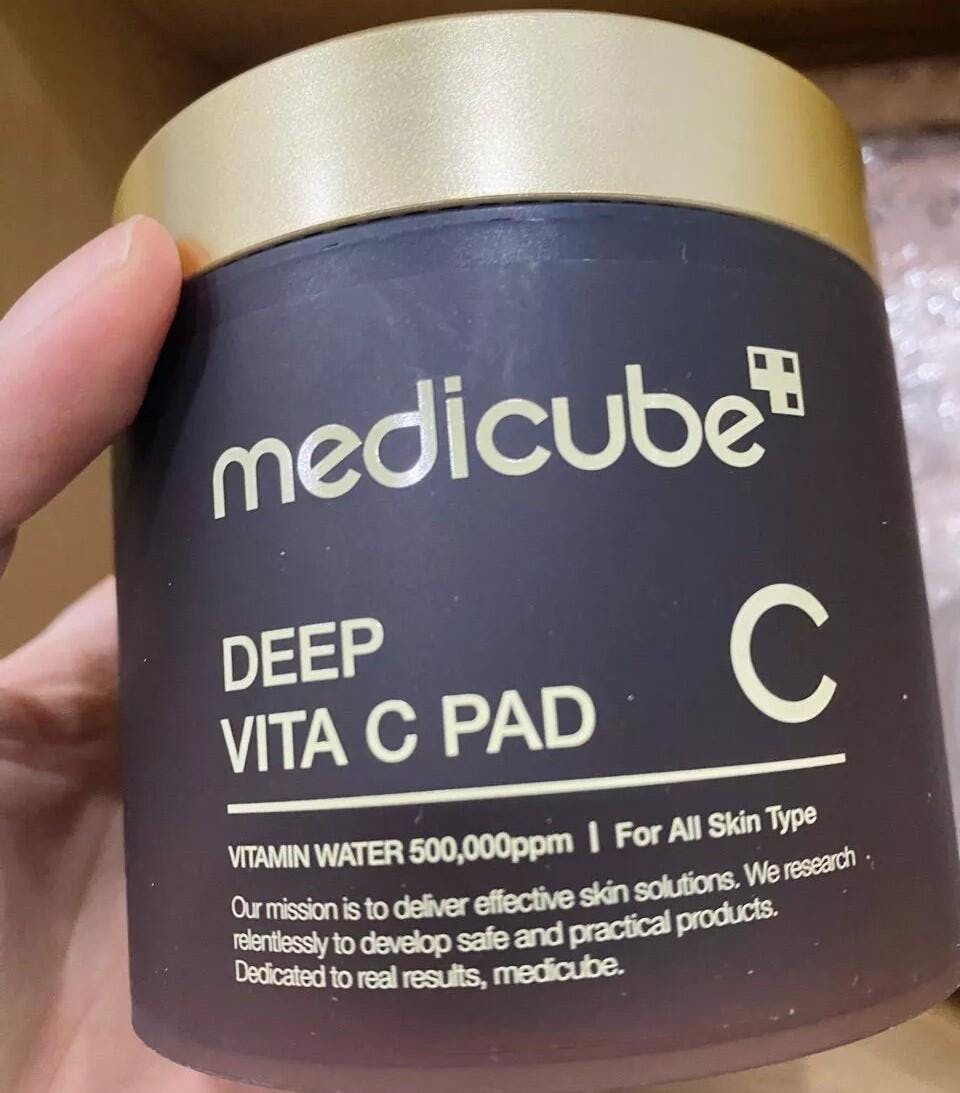 medicube
DEEP
VITA C PAD
C
VITAMIN WATER 500,000ppm | For All Skin Type
Our mission is to deliver effective skin solutions. We research
relentlessly to develop safe and practical products.
Dedicated to real results, medicube.